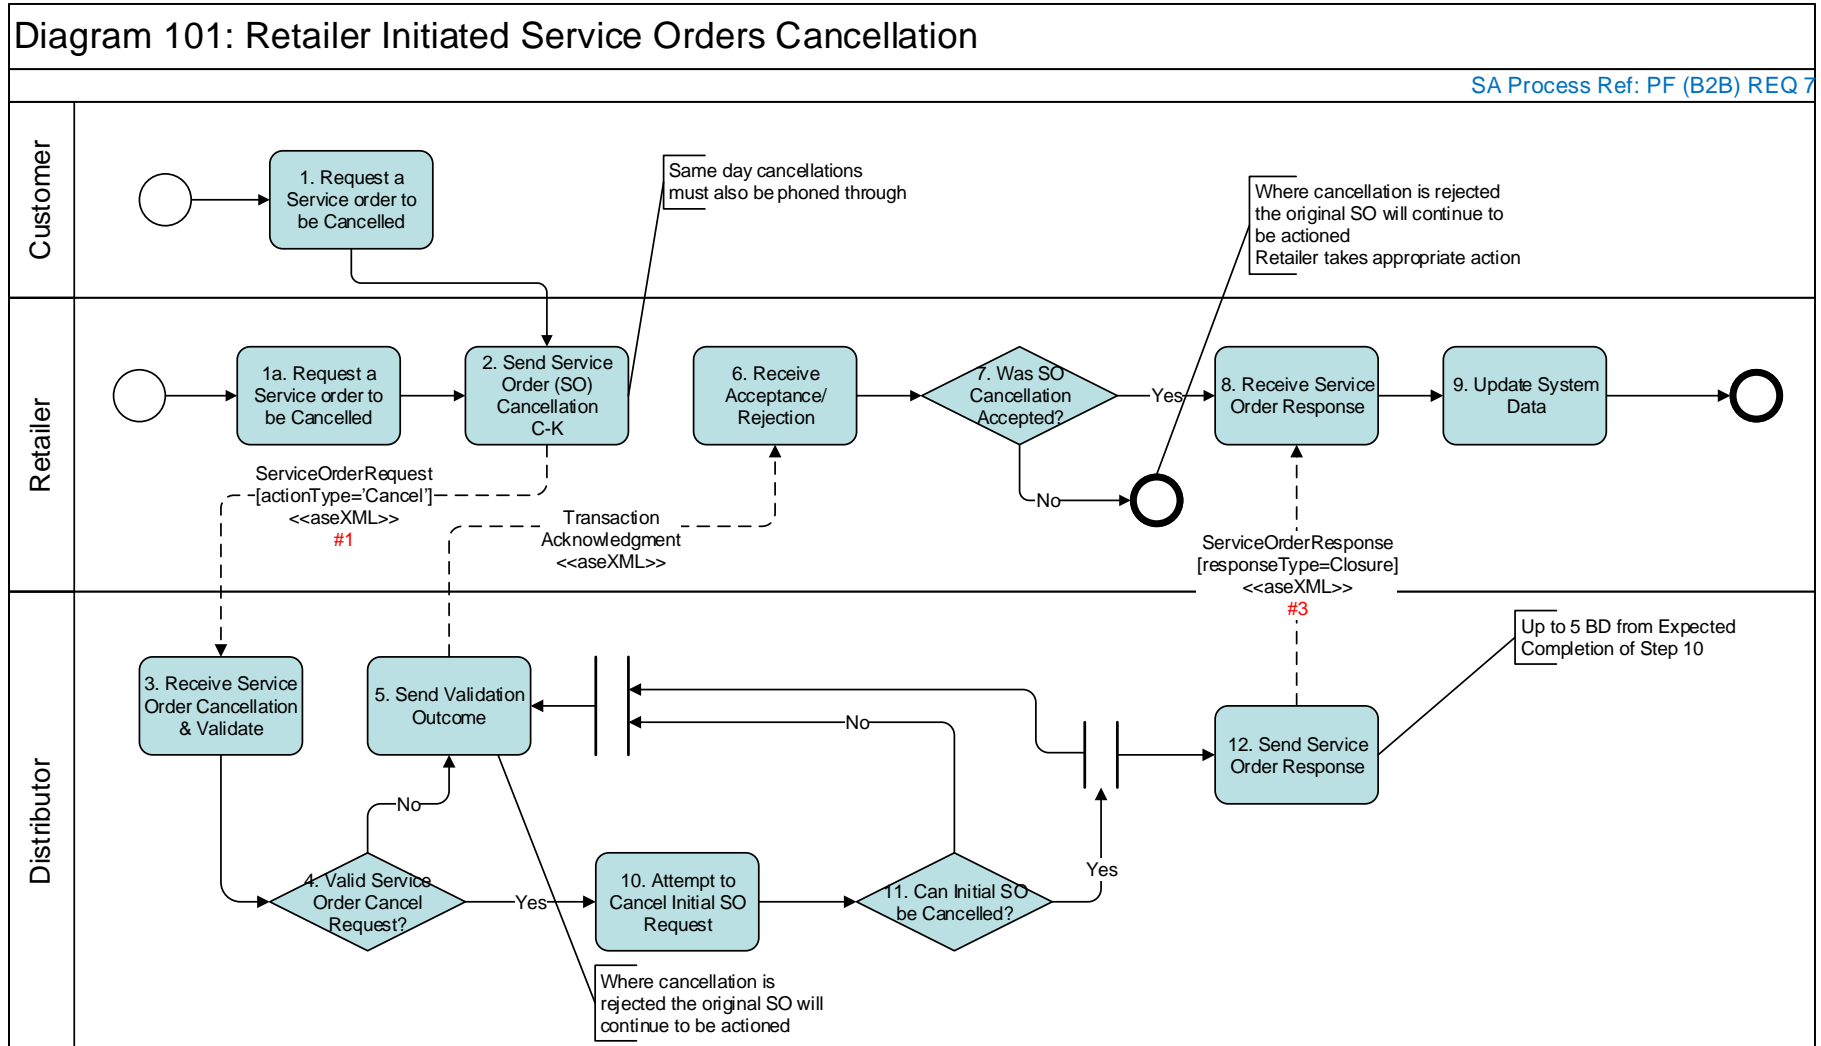 Diagram 101: Retailer Initiated Service Orders Cancellation
SA Process Ref: PF (B2B) REQ 7
Customer
1. Request a
Service order to
be Cancelled
Same day cancellations
must also be phoned through
Where cancellation is rejected
the original SO will continue to
be actioned
Retailer takes appropriate action
Retailer
1a. Request a
Service order to
be Cancelled
2. Send Service
Order (SO)
Cancellation
C-K
6. Receive
Acceptance/
Rejection
7. Was SO
Cancellation
Accepted?
Yes
8. Receive Service
Order Response
9. Update System
Data
No
ServiceOrderRequest
[actionType='Cancel']
<<aseXML>>
#1
Transaction
Acknowledgment
<<aseXML>>
ServiceOrderResponse
[responseType=Closure]
<<aseXML>>
#3
Distributor
3. Receive Service
Order Cancellation
& Validate
5. Send Validation
Outcome
No
12. Send Service
Order Response
Up to 5 BD from Expected
Completion of Step 10
No
4. Valid Service
Order Cancel
Request?
Yes
10. Attempt to
Cancel Initial SO
Request
11. Can Initial SO
be Cancelled?
Yes
Where cancellation is
rejected the original SO will
continue to be actioned